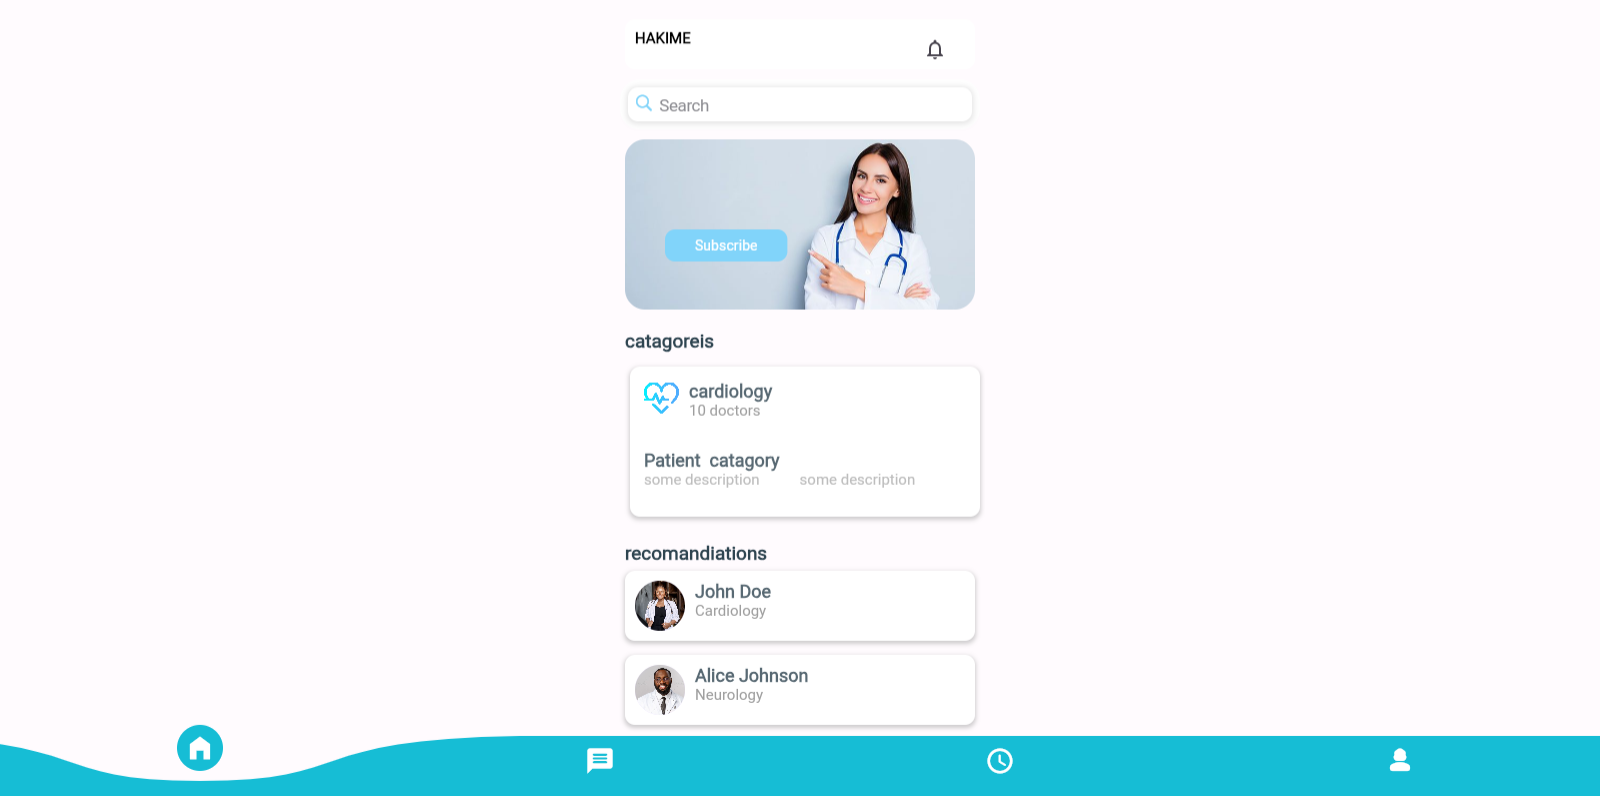 HAKIME
Search
Subscribe
catagoreis
cardiology
10 doctors
Patient  catagory
some description some description
recomandiations
John Doe
Cardiology
Alice Johnson
Neurology